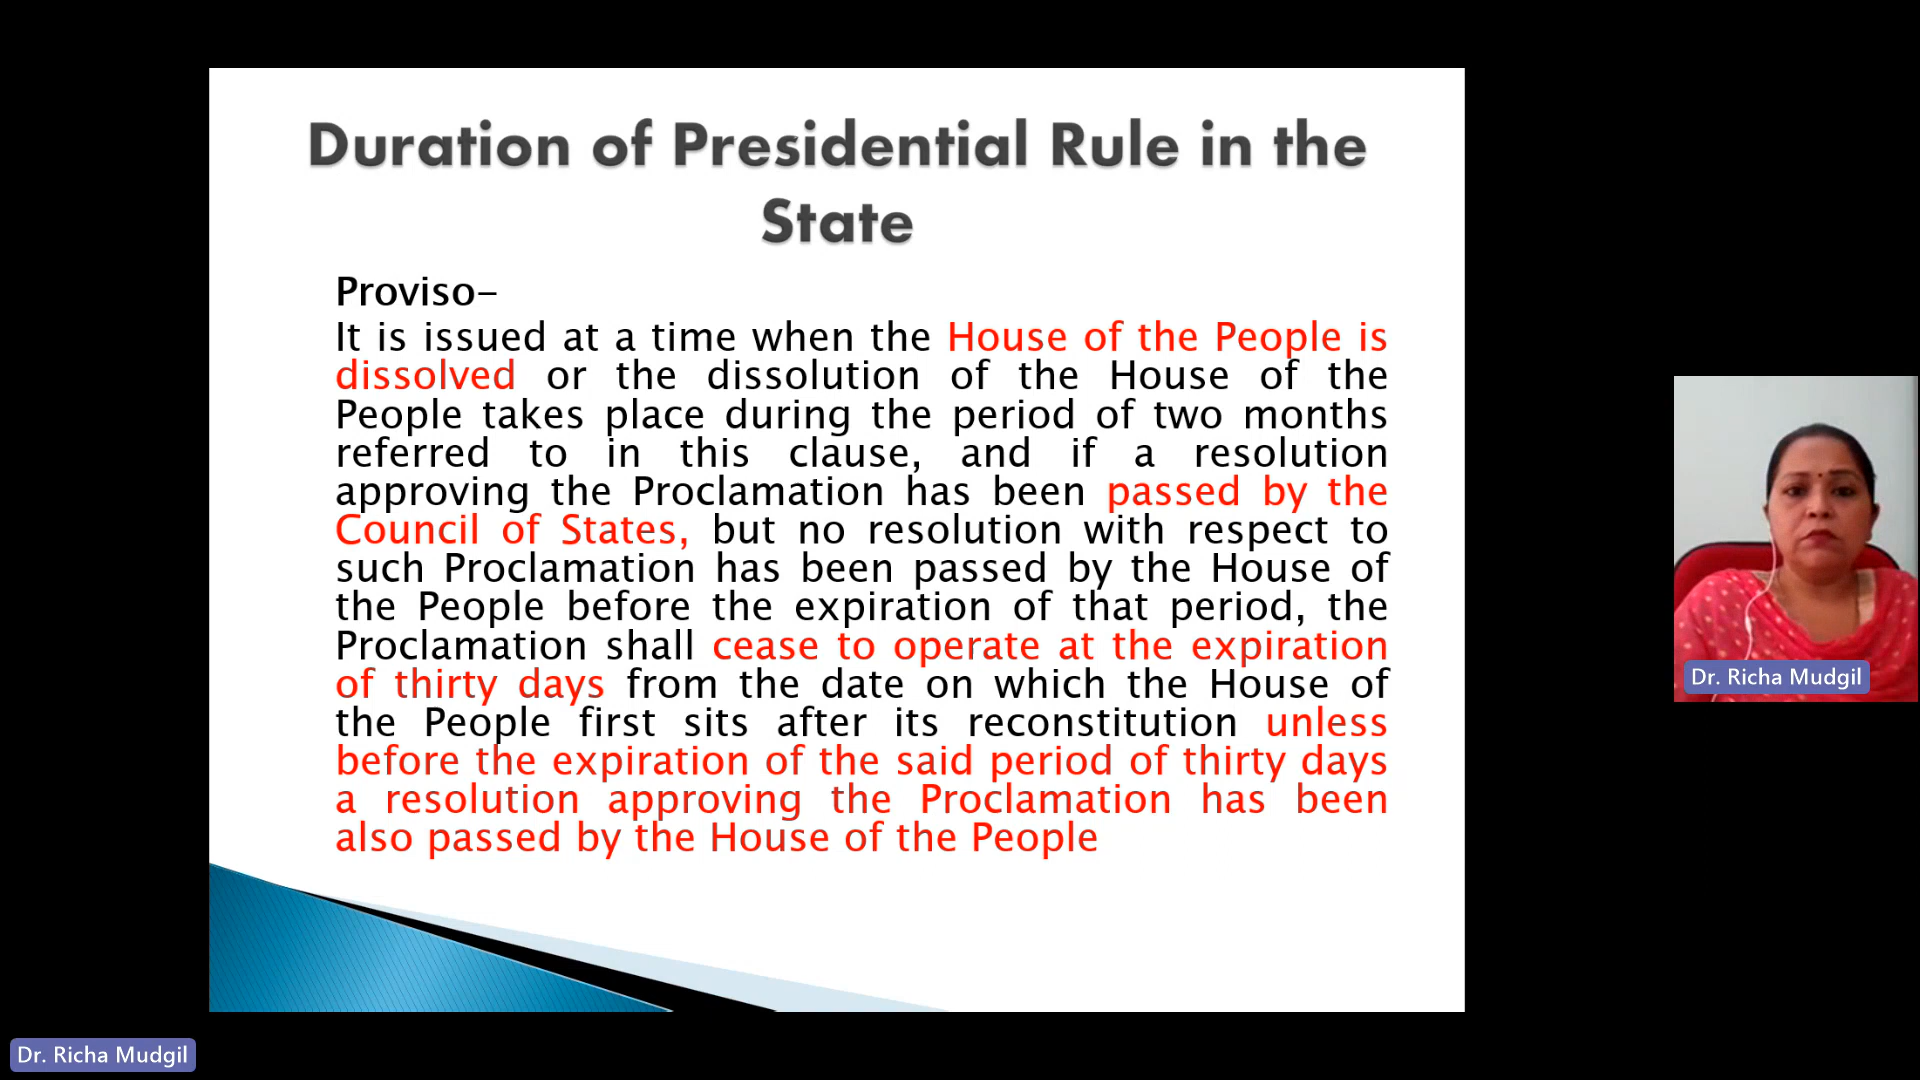 Duration of Presidential Rule in the
State
Proviso-
It is issued at a time when the House of the People is
dissolved or the dissolution of the House of the
People takes place during the period of two months
referred to in this clause, and if a resolution
approving the Proclamation has been passed by the
Council of States, but no resolution with respect to
such Proclamation has been passed by the House of
the People before the expiration of that period, the
Proclamation shall cease to operate at the expiration
of thirty days from the date on which the House of
the People first sits after its reconstitution unless
before the expiration of the said period of thirty days
a resolution approving the Proclamation has been
also passed by the House of the People
Dr. Richa Mudgil
Dr. Richa Mudgil